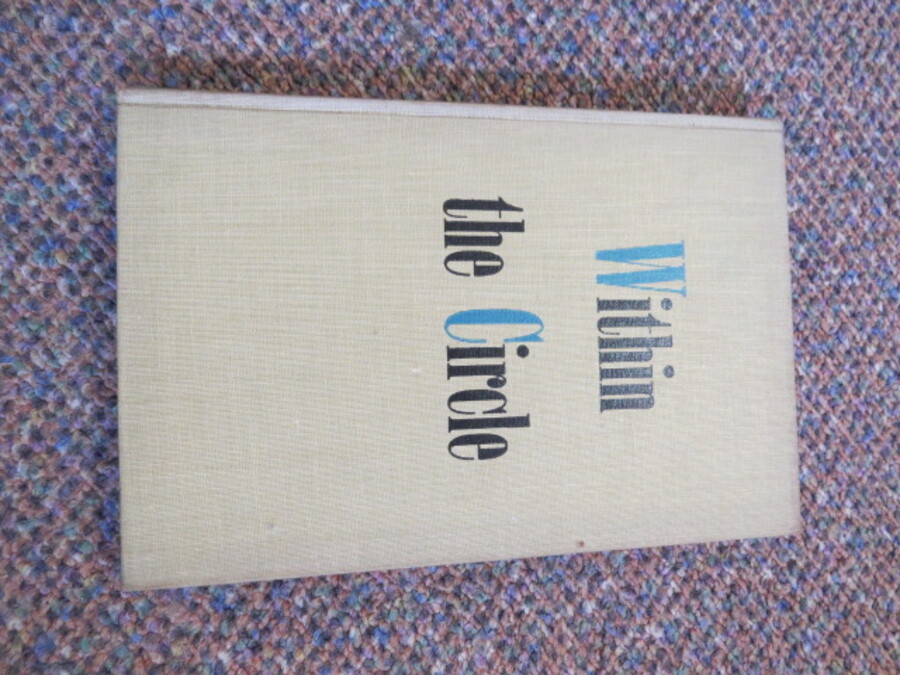 Within
the Circle